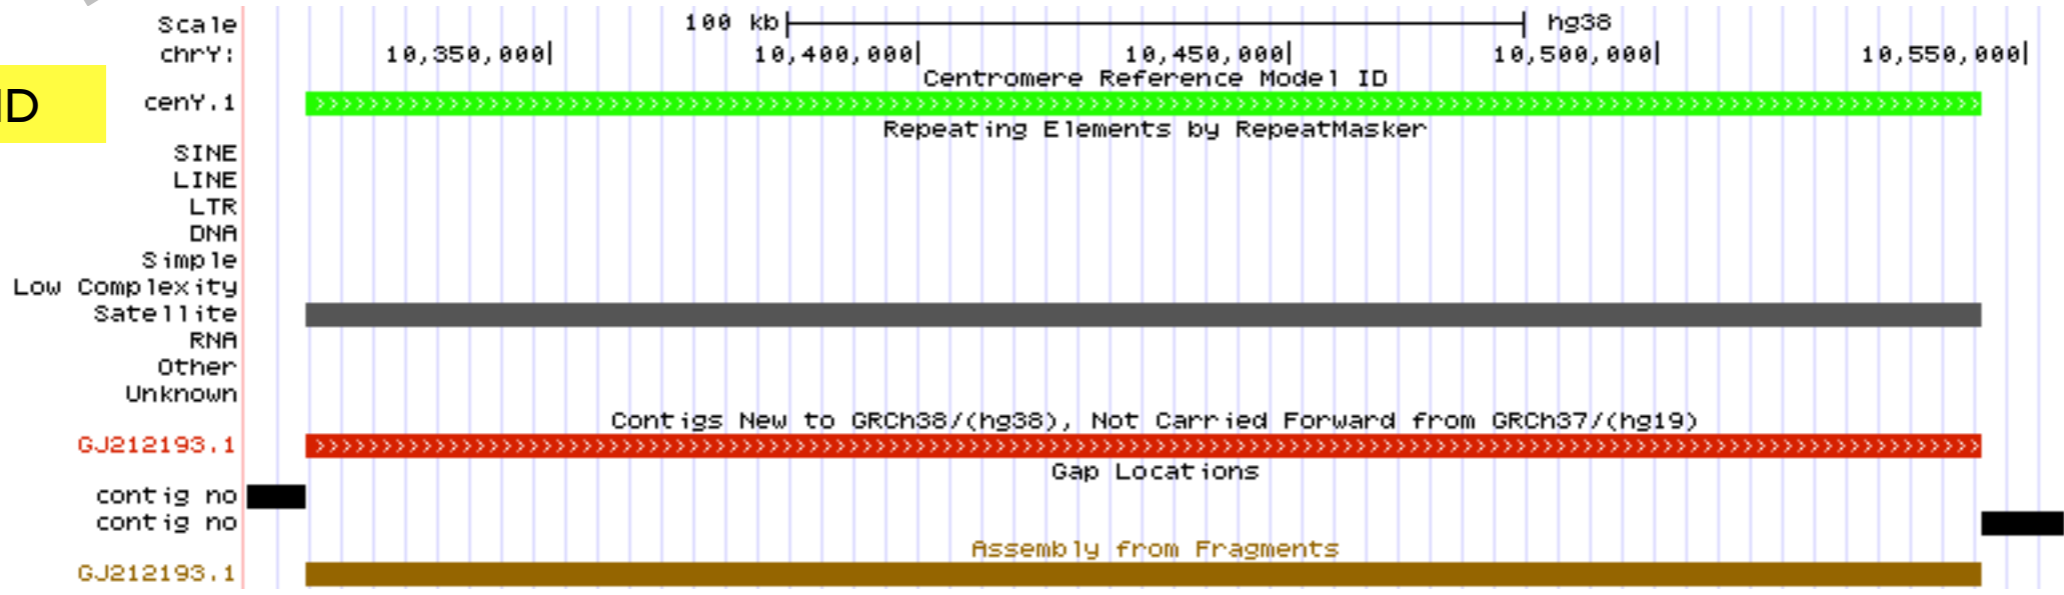 Scale 100 kb hg38
chrY: 10,350,000| 10,400,000| 10,450,000| 10,500,000| 10,550,000|
Centromere Reference Model ID
ID
cenY.1
Repeating Elements by RepeatMasker
SINE
LINE
LTR
DNA
Simple
Low Complexity
Satellite
RNA
Other
Unknown
Contigs New to GRCh38/(hg38), Not Carried Forward from GRCh37/(hg19)
GJ212193.1
Gap Locations
contig no
contig no
Assembly from Fragments
GJ212193.1